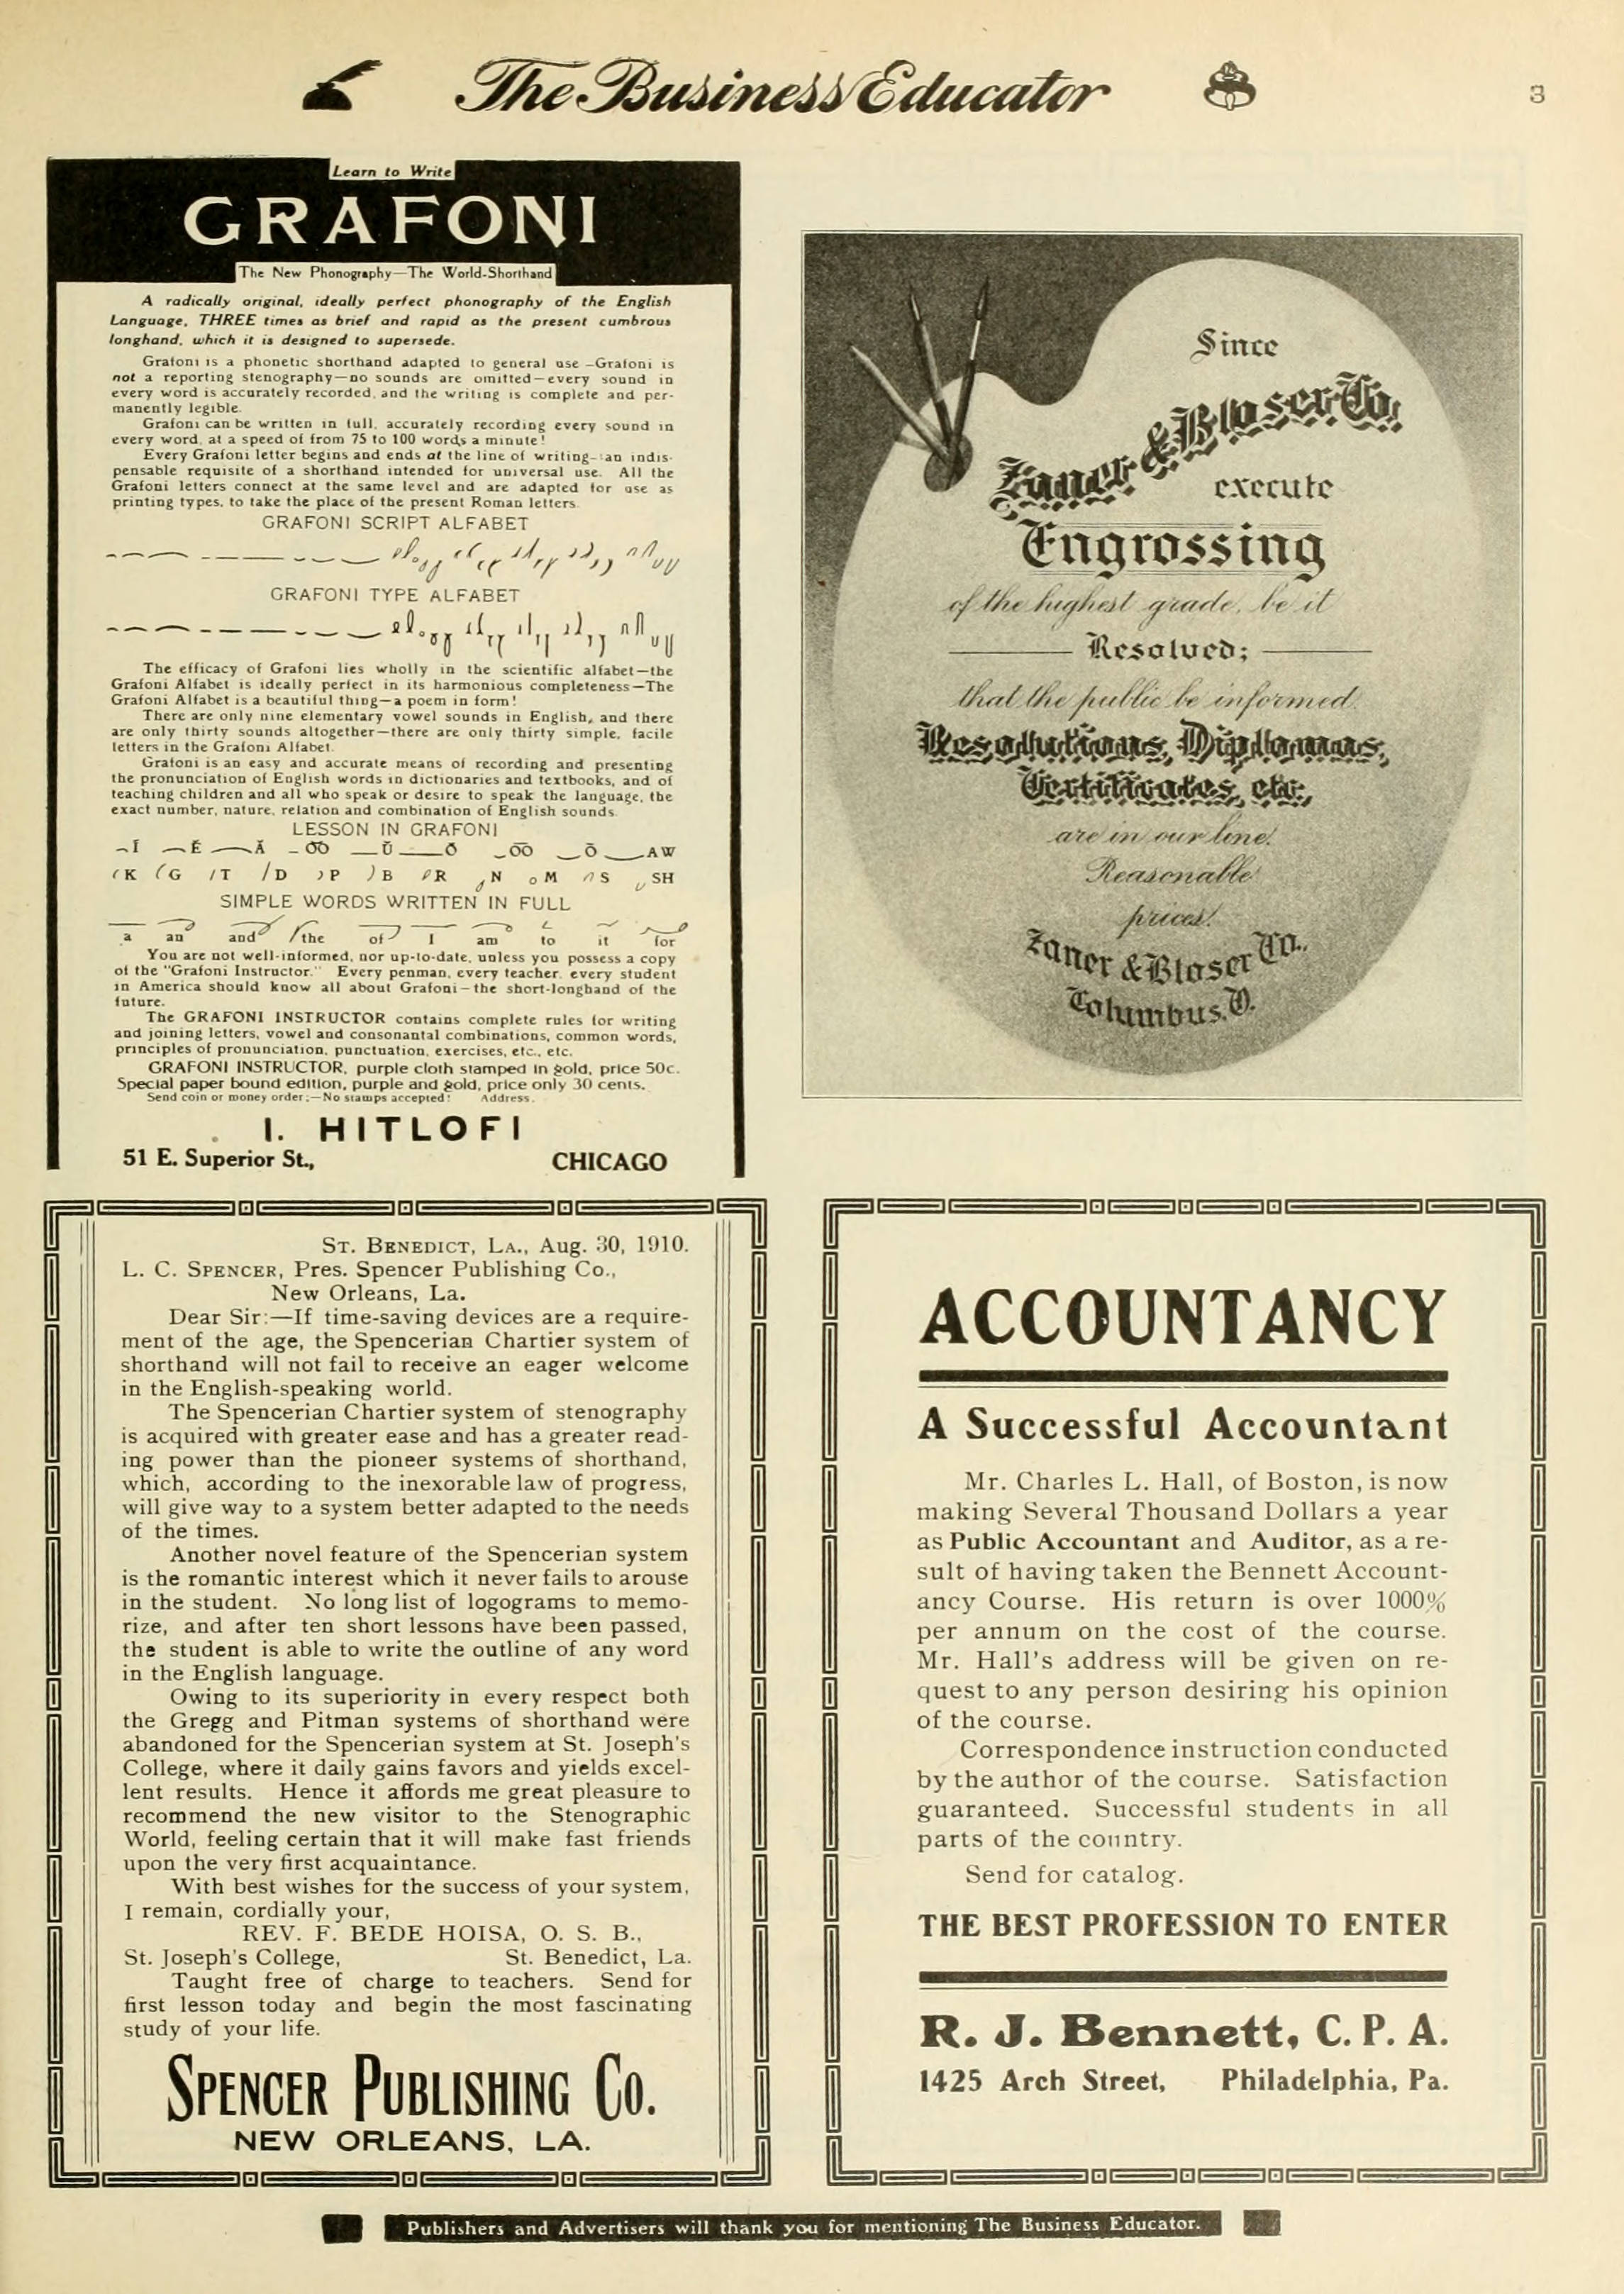 The Business Educator
3
Learn to Write
GRAFONI
The New Phonography—The World-Shorthand
A radically original, ideally perfect phonography of the English
Language, THREE times as brief and rapid as the present cumbrous
longhand, which it is designed to supersede.
Grafoni is a phonetic shorthand adapted to general use—Grafoni is
not a reporting stenography—no sounds are omitted—every sound in
every word is accurately recorded, and the writing is complete and per-
manently legible.
Grafoni can be written in full, accurately recording every sound in
every word, at a speed of from 75 to 100 words a minute!
Every Grafoni letter begins and ends at the line of writing—an indis-
pensable requisite of a shorthand intended for universal use. All the
Grafoni letters connect at the same level and are adapted for use as
printing types, to take the place of the present Roman letters.
GRAFONI SCRIPT ALFABET
GRAFONI TYPE ALFABET
The efficacy of Grafoni lies wholly in the scientific alfabet—the
Grafoni Alfabet is ideally perfect in its harmonious completeness—The
Grafoni Alfabet is a beautiful thing—a poem in form!
There are only nine elementary vowel sounds in English, and there
are only thirty sounds altogether—there are only thirty simple, facile
letters in the Grafoni Alfabet.
Grafoni is an easy and accurate means of recording and presenting
the pronunciation of English words in dictionaries and textbooks, and of
teaching children and all who speak or desire to speak the language, the
exact number, nature, relation and combination of English sounds.
LESSON IN GRAFONI
Ĭ Ĕ Ă ŎŎ Ŭ Ŏ OO Ō AW
K G T D P B R N M S SH
SIMPLE WORDS WRITTEN IN FULL
a an and the of I am to it for
You are not well-informed, nor up-to-date, unless you possess a copy
of the "Grafoni Instructor." Every penman, every teacher, every student
in America should know all about Grafoni—the short-longhand of the
future.
The GRAFONI INSTRUCTOR contains complete rules for writing
and joining letters, vowel and consonantal combinations, common words,
principles of pronunciation, punctuation, exercises, etc., etc.
GRAFONI INSTRUCTOR, purple cloth stamped in gold, price 50c.
Special paper bound edition, purple and gold, price only 30 cents.
Send coin or money order:—No stamps accepted! Address.
I. HITLOFI
51 E. Superior St., CHICAGO
Since
Zaner & Bloser Co,
execute
Engrossing
of the highest grade, be it
Resolved;
that the public be informed
Resolutions, Diplomas,
Certificates, etc.,
are in our line.
Reasonable
prices.
Zaner & Bloser Co.,
Columbus, O.
ST. BENEDICT, LA., Aug. 30, 1910.
L. C. SPENCER, Pres. Spencer Publishing Co.,
New Orleans, La.
Dear Sir:—If time-saving devices are a require-
ment of the age, the Spencerian Chartier system of
shorthand will not fail to receive an eager welcome
in the English-speaking world.
The Spencerian Chartier system of stenography
is acquired with greater ease and has a greater read-
ing power than the pioneer systems of shorthand,
which, according to the inexorable law of progress,
will give way to a system better adapted to the needs
of the times.
Another novel feature of the Spencerian system
is the romantic interest which it never fails to arouse
in the student. No long list of logograms to memo-
rize, and after ten short lessons have been passed,
the student is able to write the outline of any word
in the English language.
Owing to its superiority in every respect both
the Gregg and Pitman systems of shorthand were
abandoned for the Spencerian system at St. Joseph's
College, where it daily gains favors and yields excel-
lent results. Hence it affords me great pleasure to
recommend the new visitor to the Stenographic
World, feeling certain that it will make fast friends
upon the very first acquaintance.
With best wishes for the success of your system,
I remain, cordially your,
REV. F. BEDE HOISA, O. S. B.,
St. Joseph's College, St. Benedict, La.
Taught free of charge to teachers. Send for
first lesson today and begin the most fascinating
study of your life.
SPENCER PUBLISHING CO.
NEW ORLEANS, LA.
ACCOUNTANCY
A Successful Accountant
Mr. Charles L. Hall, of Boston, is now
making Several Thousand Dollars a year
as Public Accountant and Auditor, as a re-
sult of having taken the Bennett Account-
ancy Course. His return is over 1000%
per annum on the cost of the course.
Mr. Hall's address will be given on re-
quest to any person desiring his opinion
of the course.
Correspondence instruction conducted
by the author of the course. Satisfaction
guaranteed. Successful students in all
parts of the country.
Send for catalog.
THE BEST PROFESSION TO ENTER
R. J. Bennett, C. P. A.
1425 Arch Street, Philadelphia, Pa.
Publishers and Advertisers will thank you for mentioning The Business Educator.